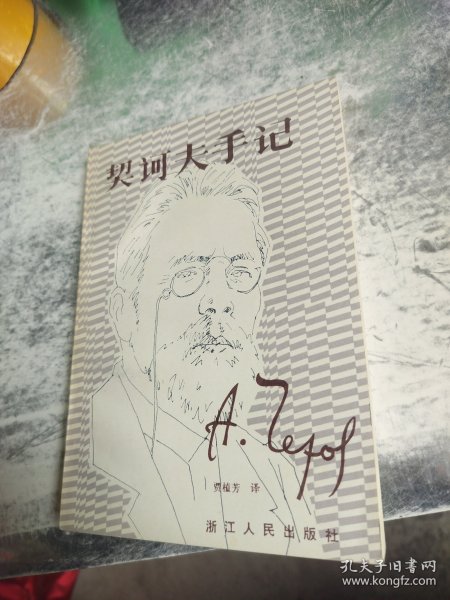 契诃夫手记
А. Чехов
贾植芳 译
浙江人民出版社
孔夫子旧书网
www.kongfz.com